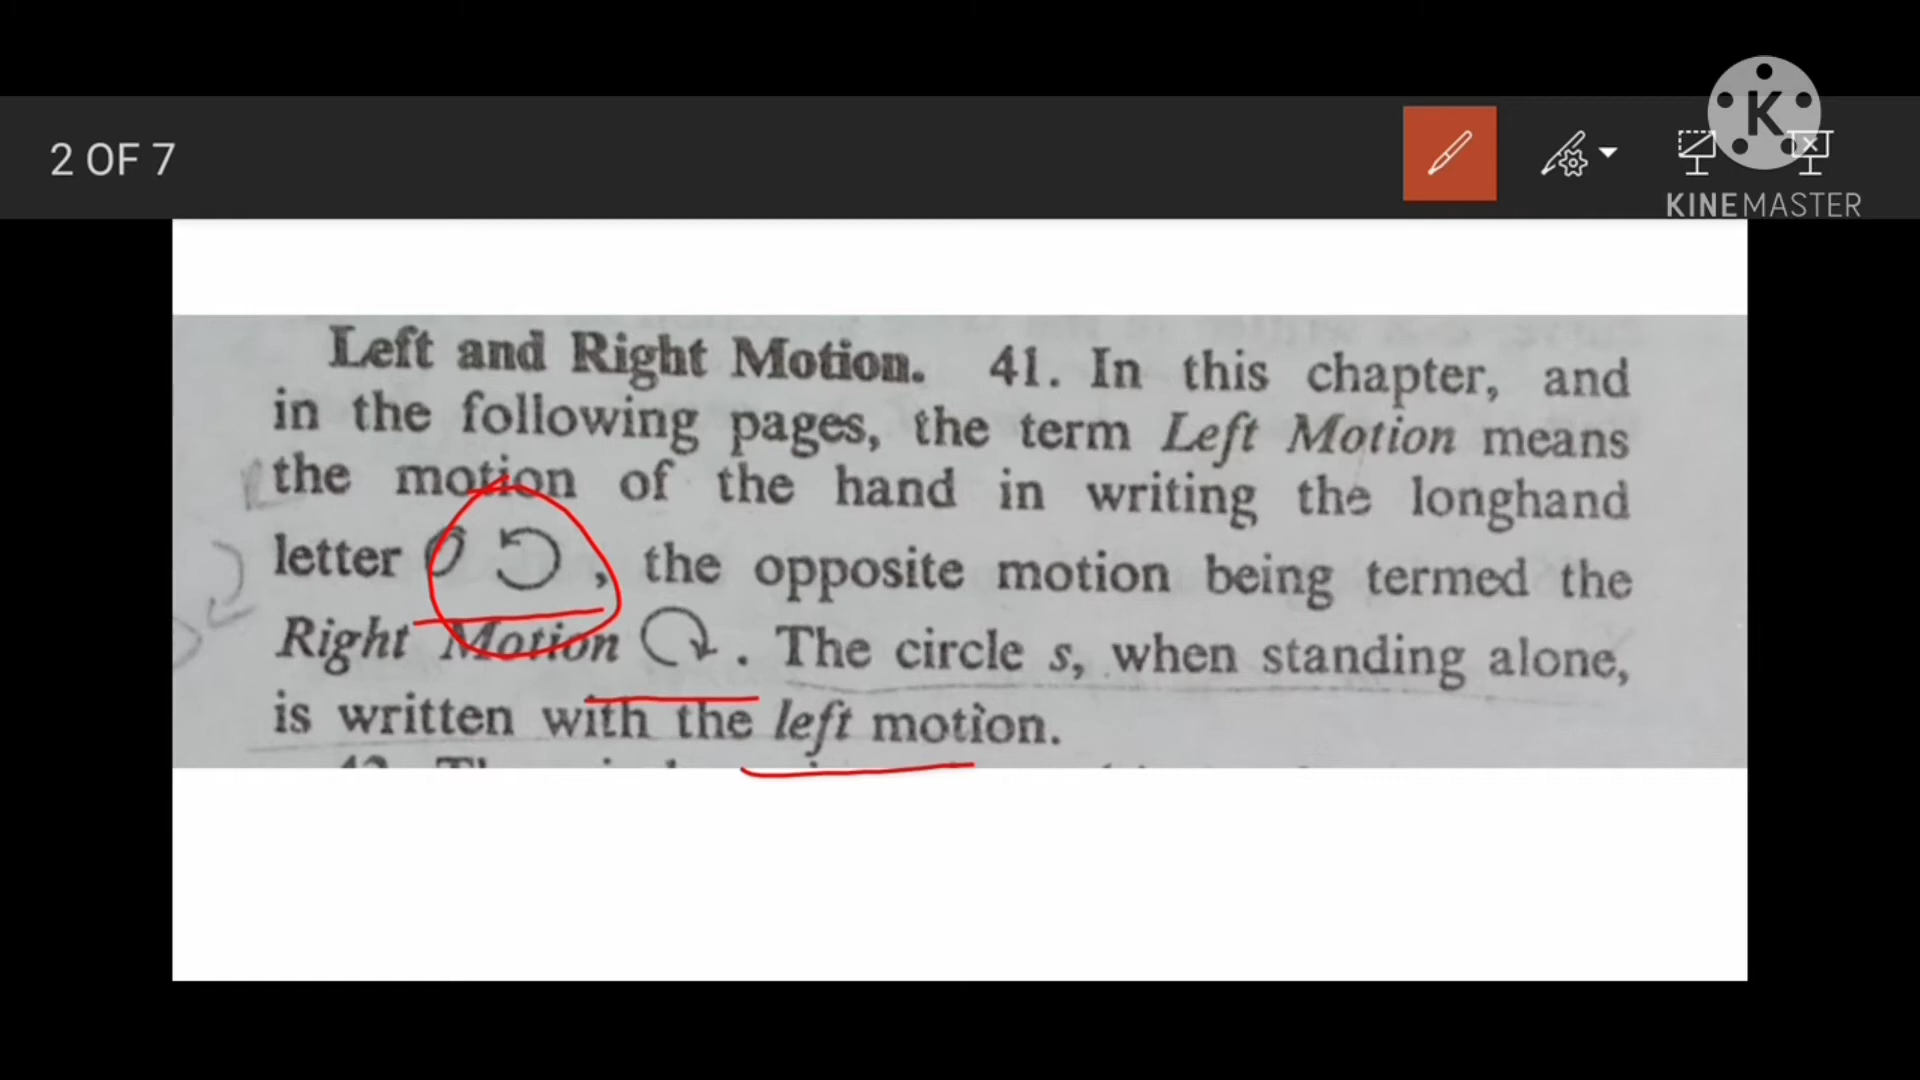 2 OF 7
K
KINEMASTER
Left and Right Motion. 41. In this chapter, and
in the following pages, the term Left Motion means
the motion of the hand in writing the longhand
letter O , the opposite motion being termed the
Right Motion . The circle s, when standing alone,
is written with the left motion.